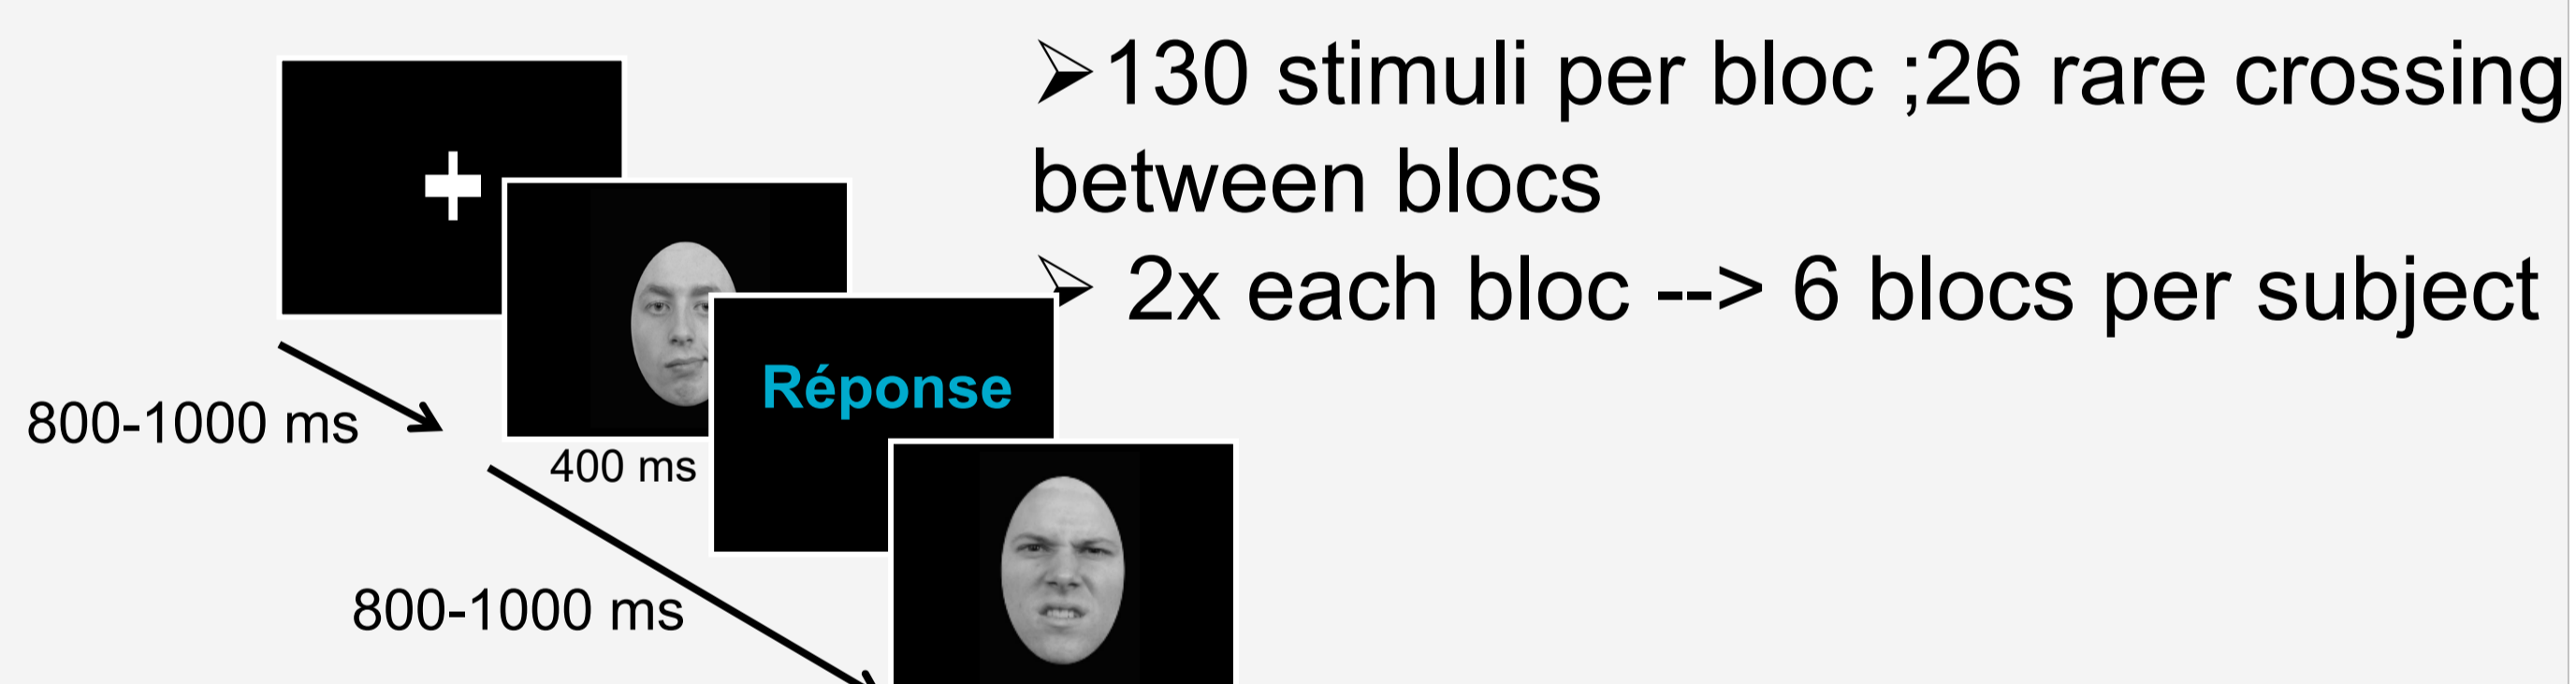 ➢130 stimuli per bloc ;26 rare crossing
between blocs
➢ 2x each bloc --> 6 blocs per subject
Réponse
800-1000 ms
400 ms
800-1000 ms